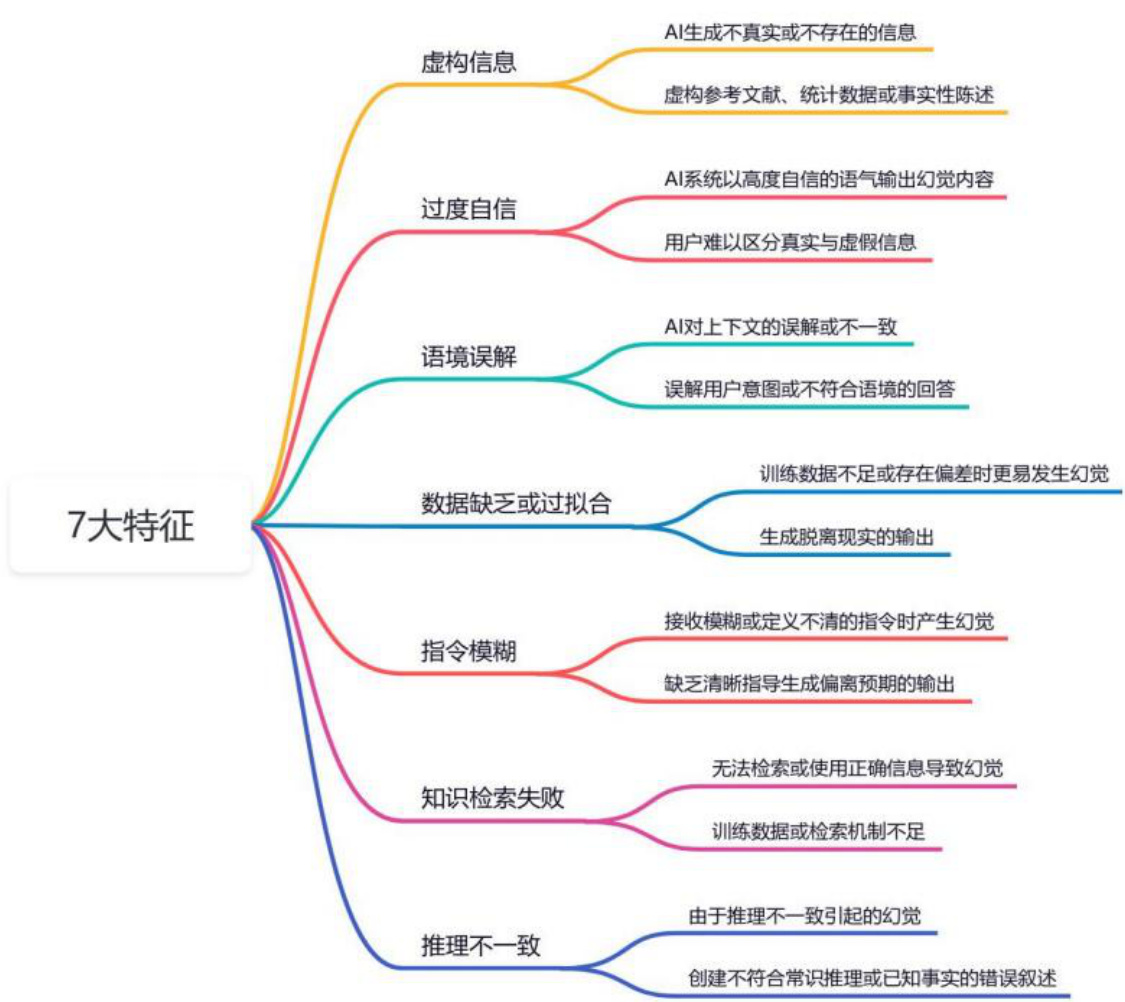 7大特征
虚构信息
AI生成不真实或不存在的信息
虚构参考文献、统计数据或事实性陈述
过度自信
AI系统以高度自信的语气输出幻觉内容
用户难以区分真实与虚假信息
语境误解
AI对上下文的误解或不一致
误解用户意图或不符合语境的回答
数据缺乏或过拟合
训练数据不足或存在偏差时更易发生幻觉
生成脱离现实的输出
指令模糊
接收模糊或定义不清的指令时产生幻觉
缺乏清晰指导生成偏离预期的输出
知识检索失败
无法检索或使用正确信息导致幻觉
训练数据或检索机制不足
推理不一致
由于推理不一致引起的幻觉
创建不符合常识推理或已知事实的错误叙述